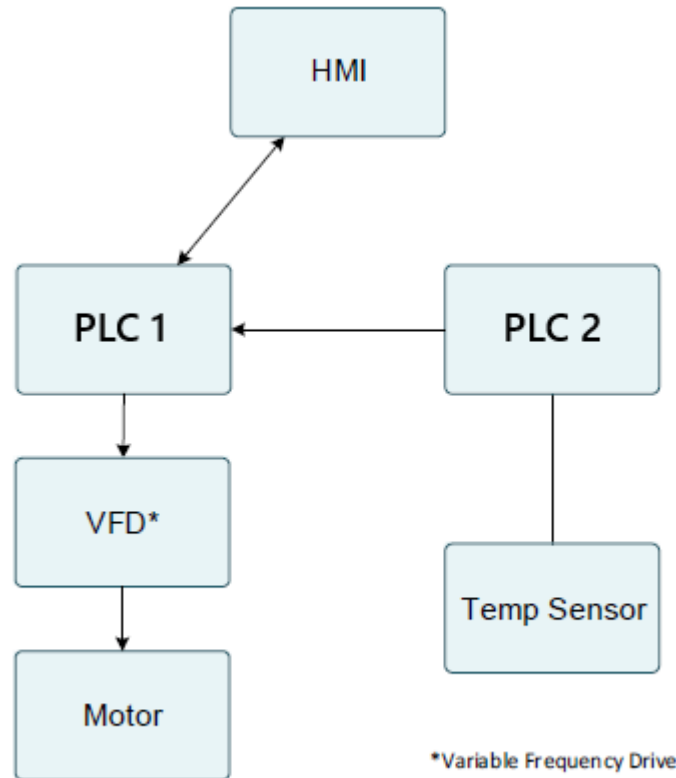 HMI
PLC 1
PLC 2
VFD*
Temp Sensor
Motor
*Variable Frequency Drive